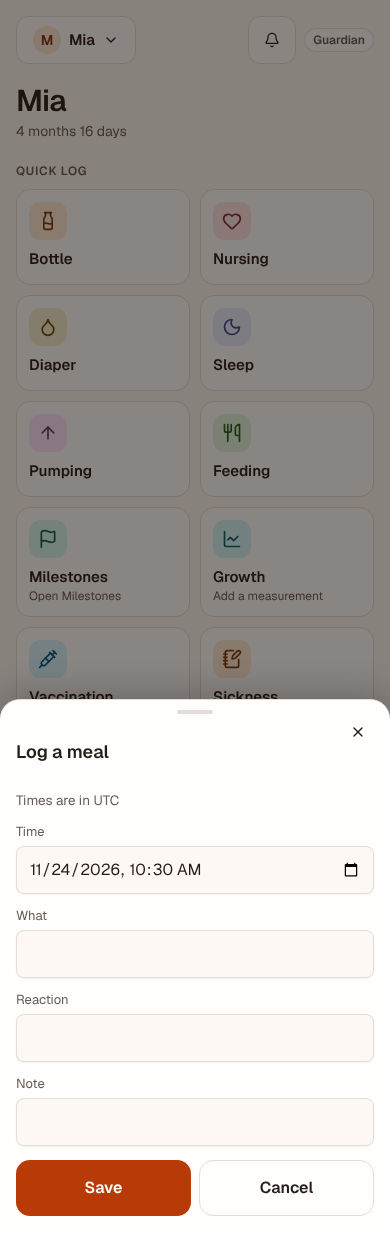 M Mia
Guardian
Mia
4 months 16 days
QUICK LOG
Bottle
Nursing
Diaper
Sleep
Pumping
Feeding
Milestones
Open Milestones
Growth
Add a measurement
Vaccination
Sickness
Log a meal
Times are in UTC
Time
11/24/2026, 10:30 AM
What
Reaction
Note
Save
Cancel